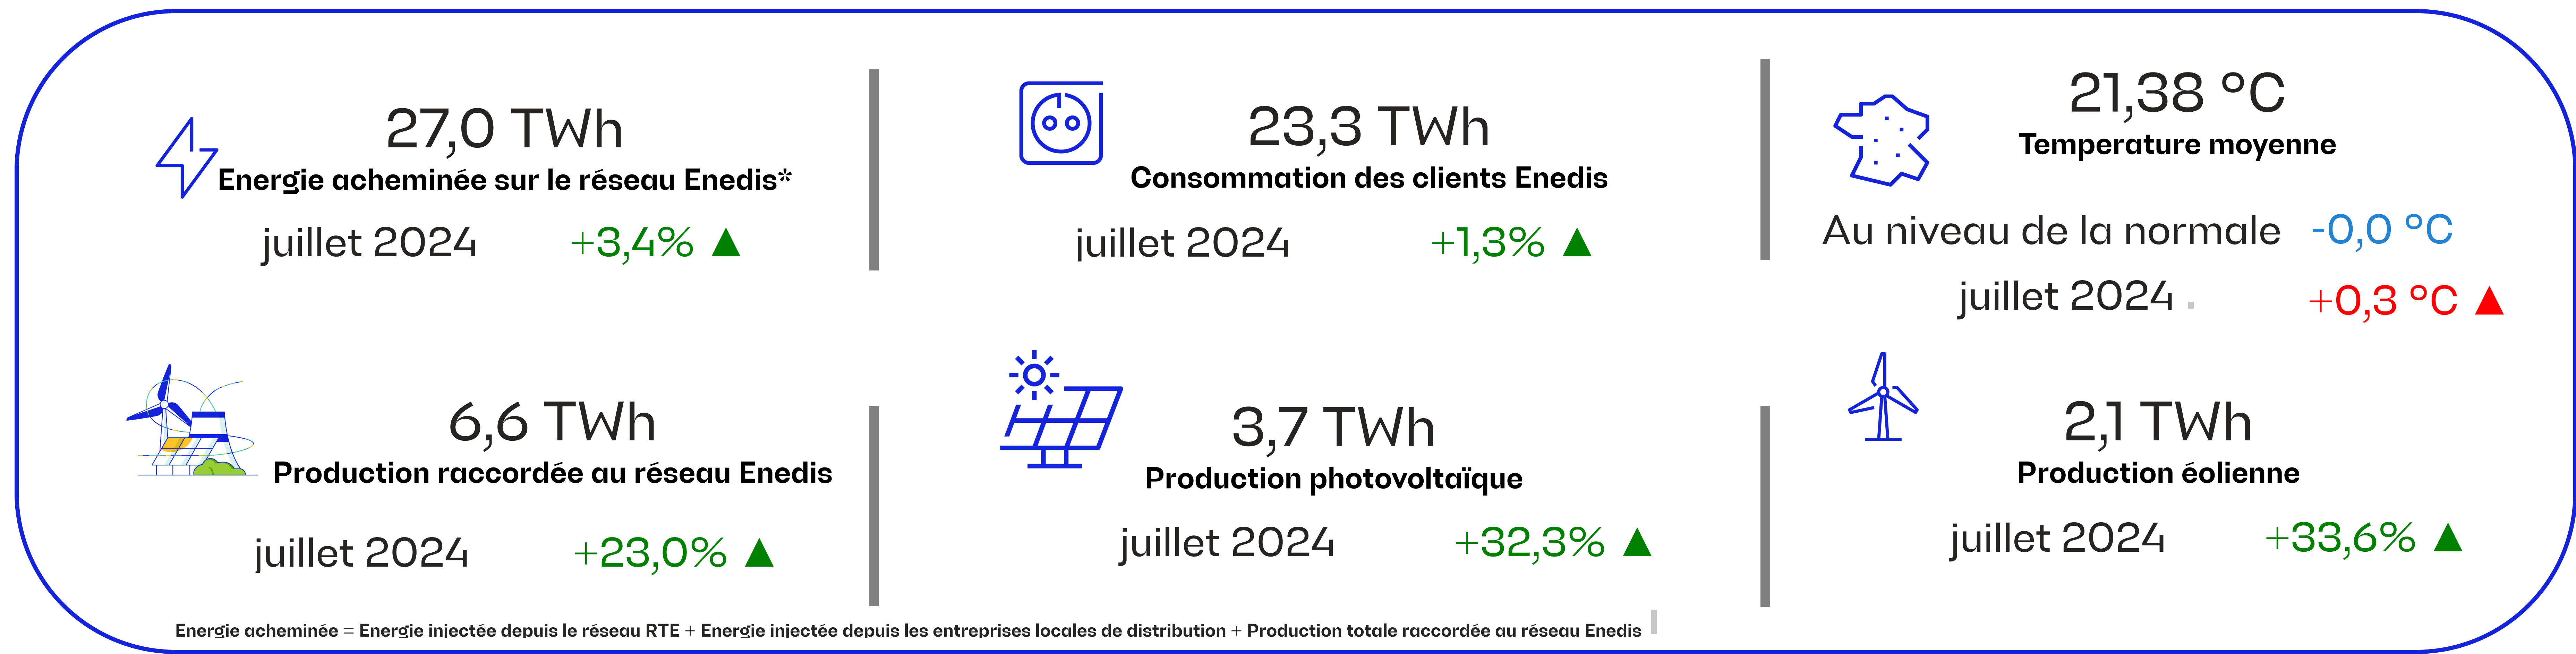 27,0 TWh
Energie acheminée sur le réseau Enedis*
juillet 2024 +3,4% ▲
23,3 TWh
Consommation des clients Enedis
juillet 2024 +1,3% ▲
21,38 °C
Temperature moyenne
Au niveau de la normale -0,0 °C
juillet 2024 +0,3 °C ▲
6,6 TWh
Production raccordée au réseau Enedis
juillet 2024 +23,0% ▲
3,7 TWh
Production photovoltaïque
juillet 2024 +32,3% ▲
2,1 TWh
Production éolienne
juillet 2024 +33,6% ▲
Energie acheminée = Energie injectée depuis le réseau RTE + Energie injectée depuis les entreprises locales de distribution + Production totale raccordée au réseau Enedis